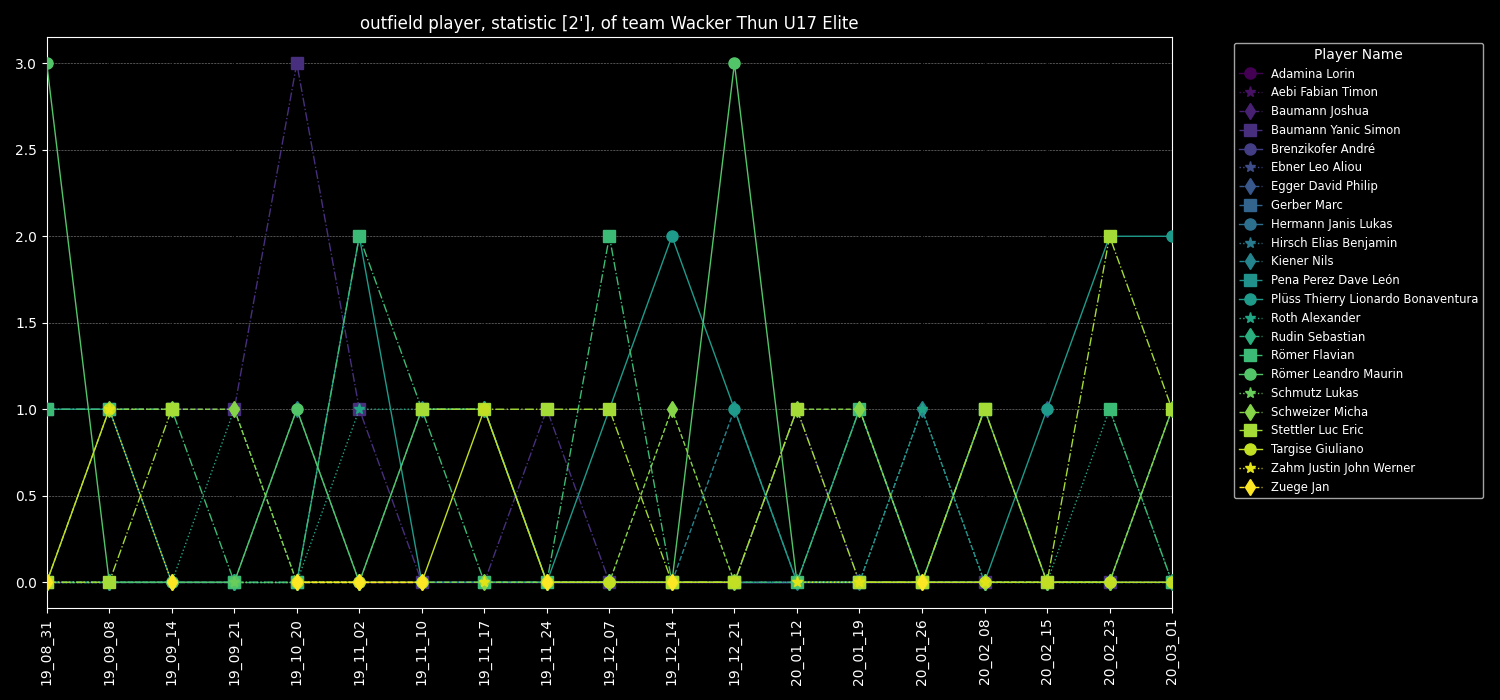 outfield player, statistic [2'], of team Wacker Thun U17 Elite
3.0
2.5
2.0
1.5
1.0
0.5
0.0
19_08_31
19_09_08
19_09_14
19_09_21
19_10_20
19_11_02
19_11_10
19_11_17
19_11_24
19_12_07
19_12_14
19_12_21
20_01_12
20_01_19
20_01_26
20_02_08
20_02_15
20_02_23
20_03_01
Player Name
Adamina Lorin
Aebi Fabian Timon
Baumann Joshua
Baumann Yanic Simon
Brenzikofer André
Ebner Leo Aliou
Egger David Philip
Gerber Marc
Hermann Janis Lukas
Hirsch Elias Benjamin
Kiener Nils
Pena Perez Dave León
Plüss Thierry Lionardo Bonaventura
Roth Alexander
Rudin Sebastian
Römer Flavian
Römer Leandro Maurin
Schmutz Lukas
Schweizer Micha
Stettler Luc Eric
Targise Giuliano
Zahm Justin John Werner
Zuege Jan